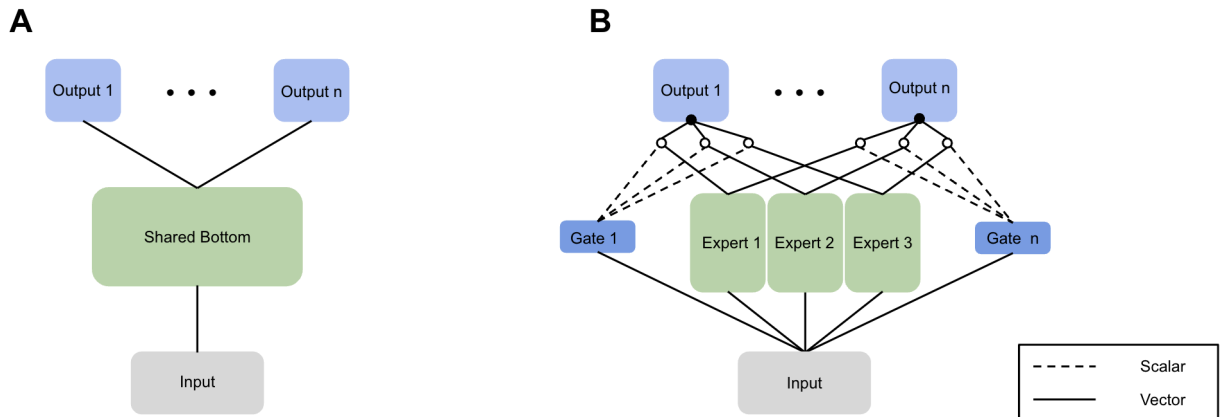 A
Output 1
• • •
Output n
Shared Bottom
Input
B
Output 1
• • •
Output n
Gate 1
Expert 1
Expert 2
Expert 3
Gate n
Input
Scalar
Vector